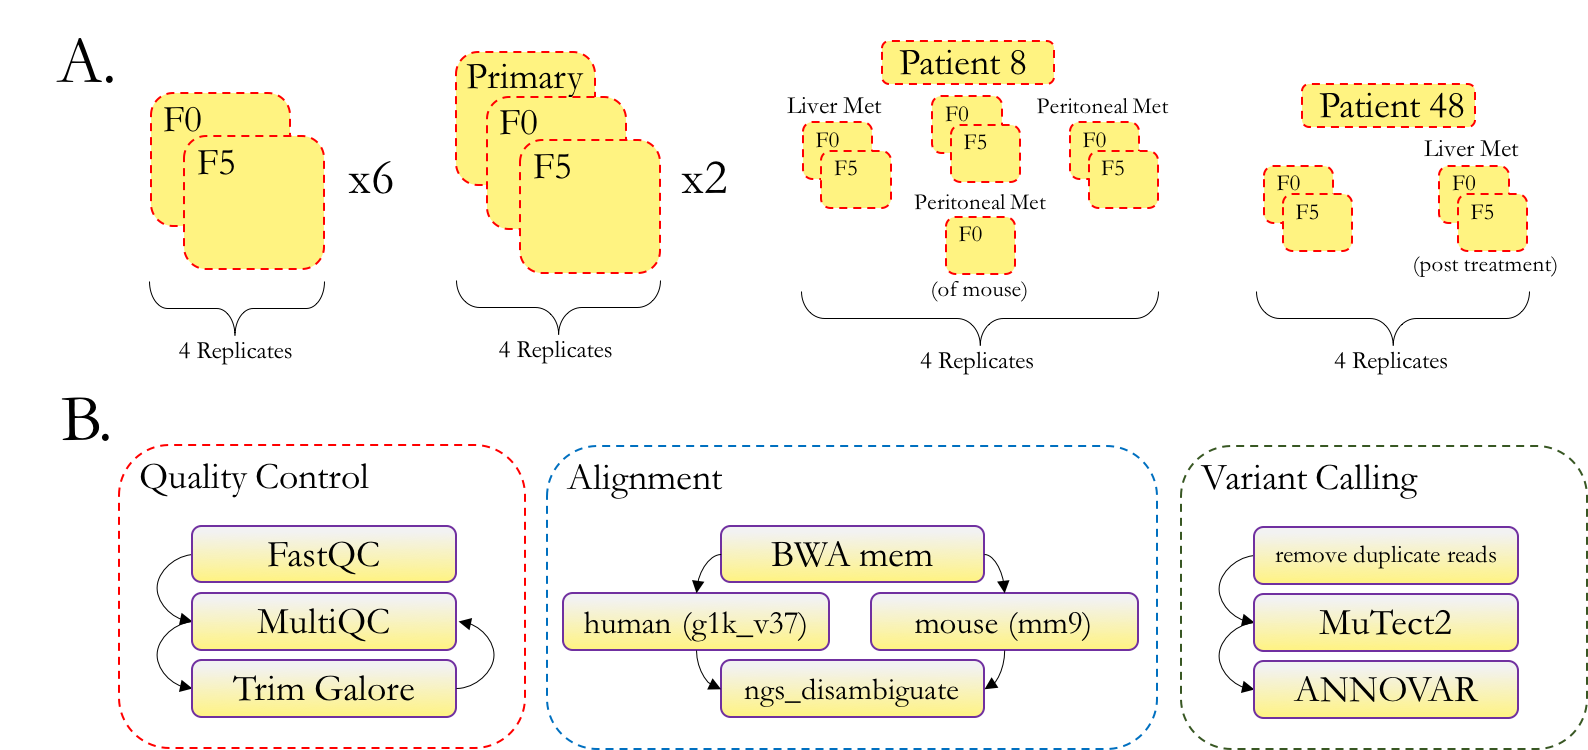 A.
F0
F5
x6
4 Replicates
Primary
F0
F5
x2
4 Replicates
Patient 8
Liver Met
F0
F5
F0
F5
Peritoneal Met
F0
F5
Peritoneal Met
F0
(of mouse)
4 Replicates
Patient 48
F0
F5
Liver Met
F0
F5
(post treatment)
4 Replicates
B.
Quality Control
FastQC
MultiQC
Trim Galore
Alignment
BWA mem
human (g1k_v37)
mouse (mm9)
ngs_disambiguate
Variant Calling
remove duplicate reads
MuTect2
ANNOVAR